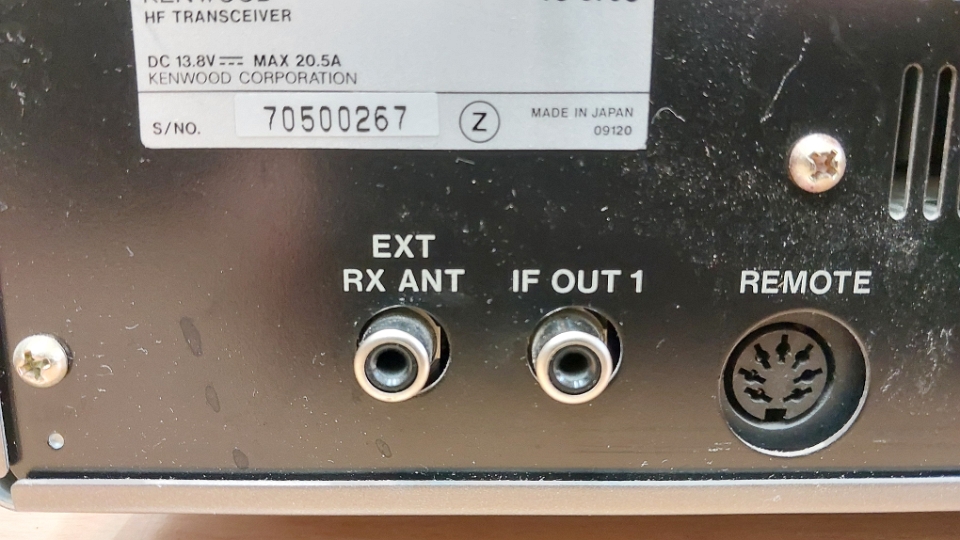 HF TRANSCEIVER
DC 13.8V⎓ MAX 20.5A
KENWOOD CORPORATION
S/NO. 70500267 Z MADE IN JAPAN
09120
EXT
RX ANT IF OUT 1 REMOTE